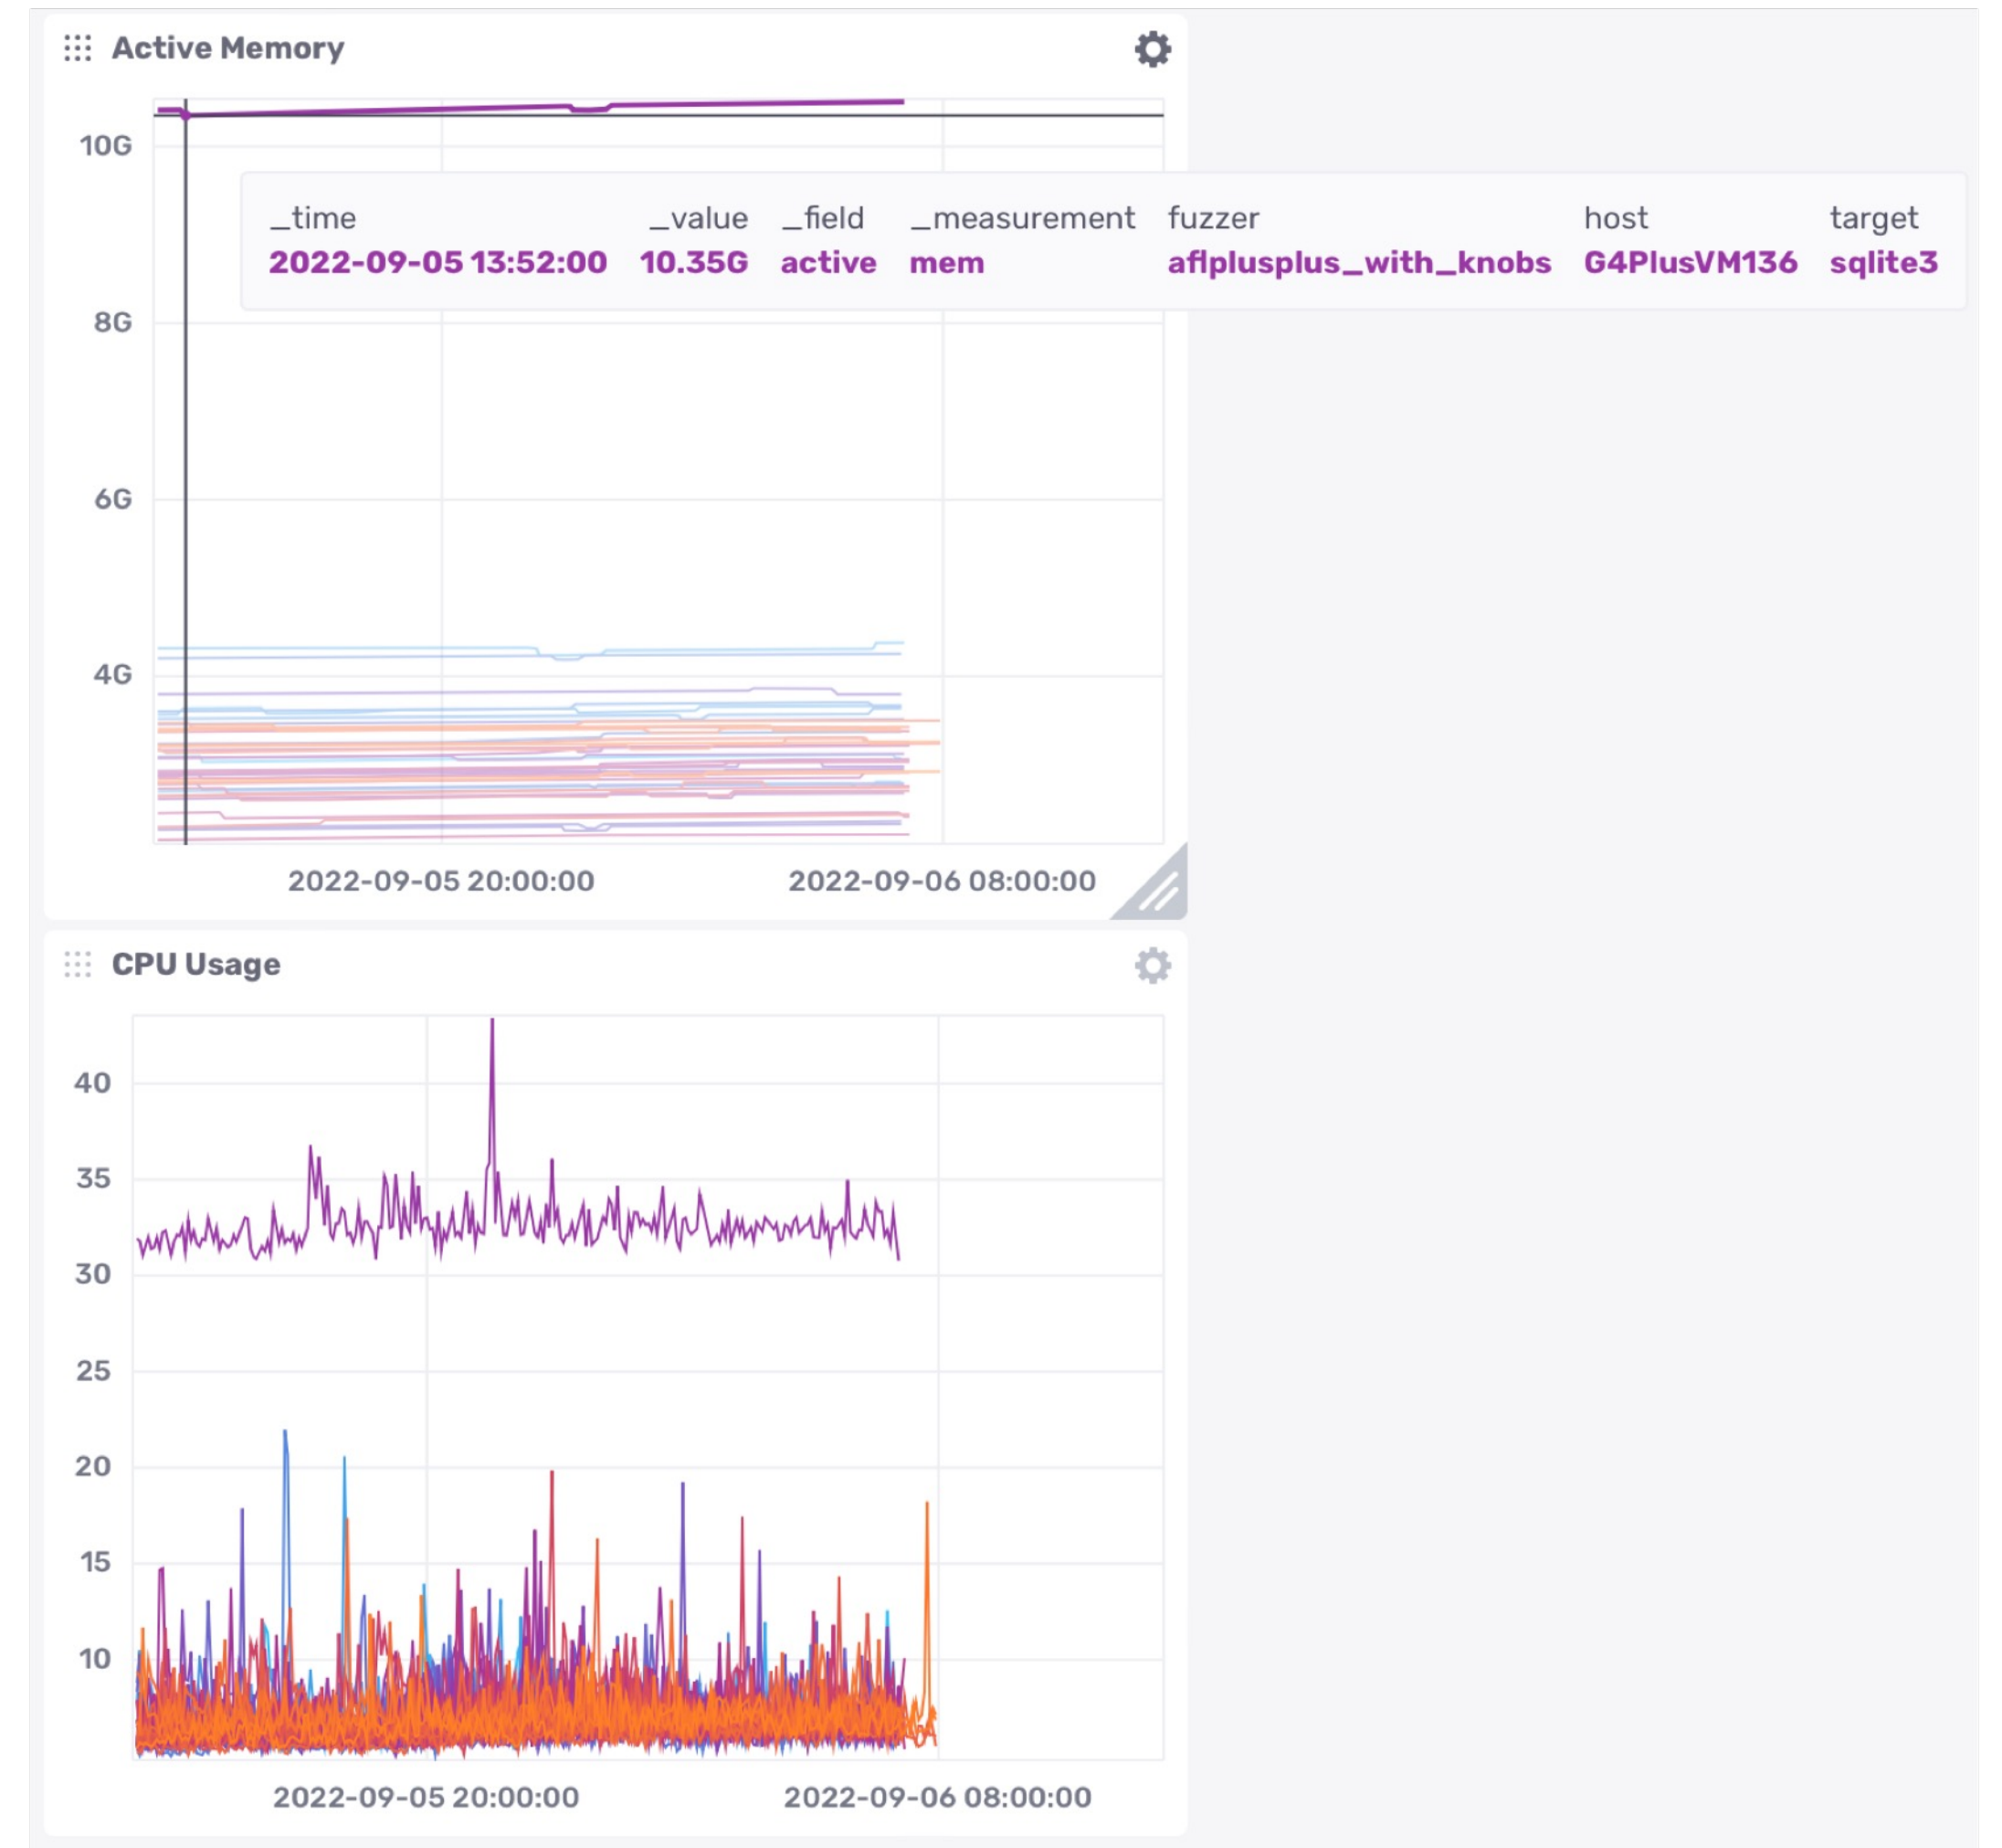 Active Memory
10G
_time _value _field _measurement fuzzer host target
2022-09-05 13:52:00 10.35G active mem aflplusplus_with_knobs G4PlusVM136 sqlite3
8G
6G
4G
2022-09-05 20:00:00 2022-09-06 08:00:00
CPU Usage
40
35
30
25
20
15
10
2022-09-05 20:00:00 2022-09-06 08:00:00